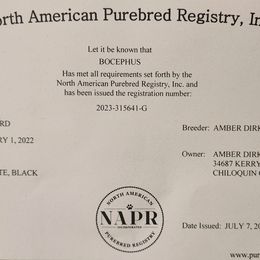 North American Purebred Registry, In
Let it be known that
BOCEPHUS
Has met all requirements set forth by the
North American Purebred Registry, Inc. and
has been issued the registration number:
2023-315641-G
RD
Y 1, 2022
TE, BLACK
Breeder: AMBER DIRK
Owner: AMBER DIRK
34687 KERRY
CHILOQUIN
NORTH AMERICAN
NAPR
INCORPORATED
PUREBRED REGISTRY
Date Issued: JULY 7, 20
www.pur